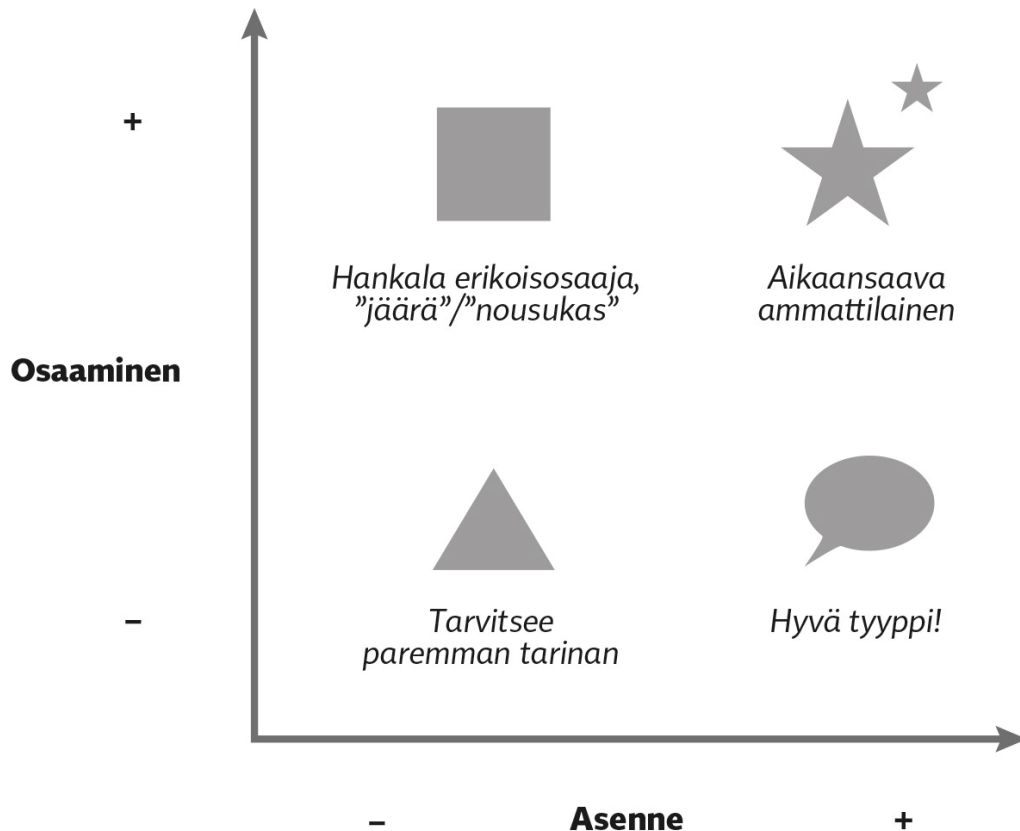 +
Hankala erikoisosaaja,
”jäärä”/”nousukas”
Aikaansaava
ammattilainen
Osaaminen
–
Tarvitsee
paremman tarinan
Hyvä tyyppi!
–
Asenne
+